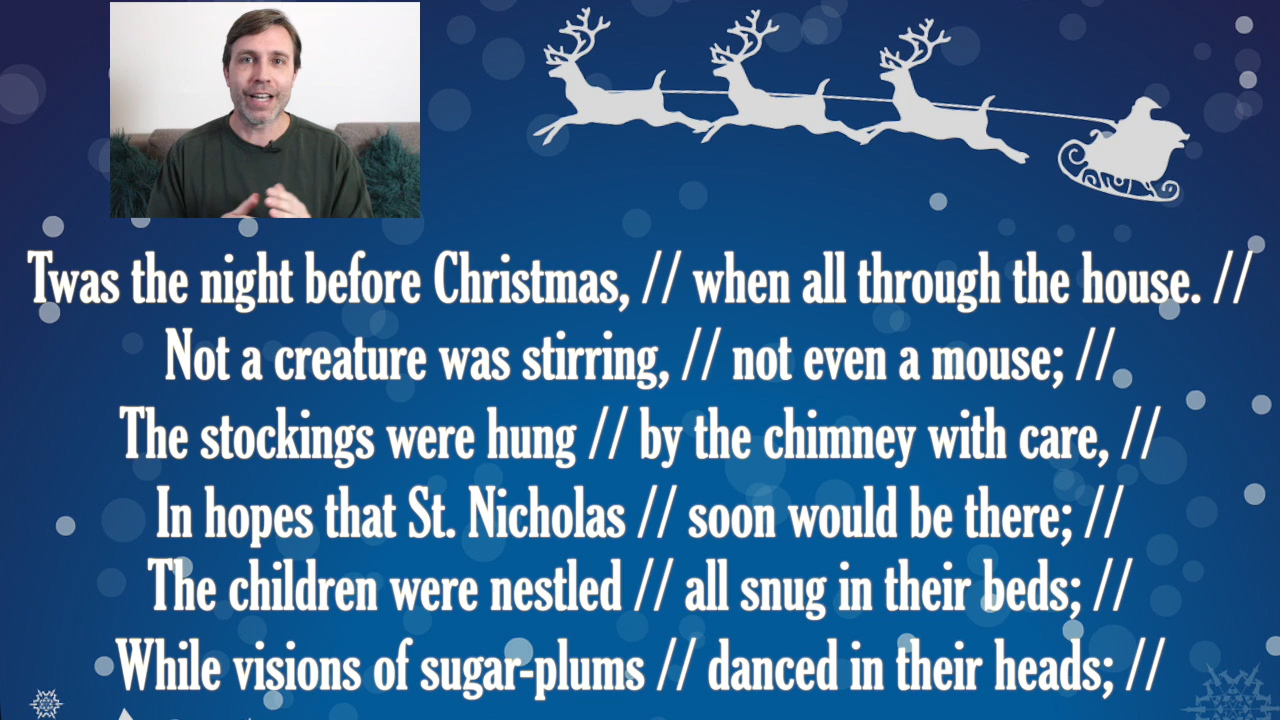 Twas the night before Christmas, // when all through the house. //
Not a creature was stirring, // not even a mouse; //
The stockings were hung // by the chimney with care, //
In hopes that St. Nicholas // soon would be there; //
The children were nestled // all snug in their beds; //
While visions of sugar-plums // danced in their heads; //